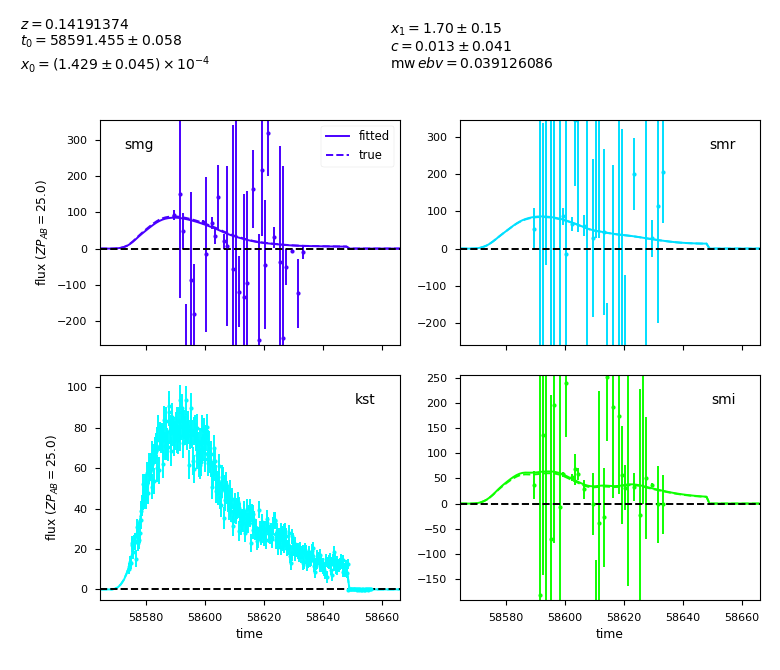 z = 0.14191374
t₀ = 58591.455 ± 0.058
x₀ = (1.429 ± 0.045) × 10⁻⁴
x₁ = 1.70 ± 0.15
c = 0.013 ± 0.041
mw ebv = 0.039126086
smg
fitted
true
300
200
100
0
−100
−200
flux (ZP_AB = 25.0)
smr
300
200
100
0
−100
−200
kst
100
80
60
40
20
0
flux (ZP_AB = 25.0)
58580 58600 58620 58640 58660
time
smi
250
200
150
100
50
0
−50
−100
−150
58580 58600 58620 58640 58660
time